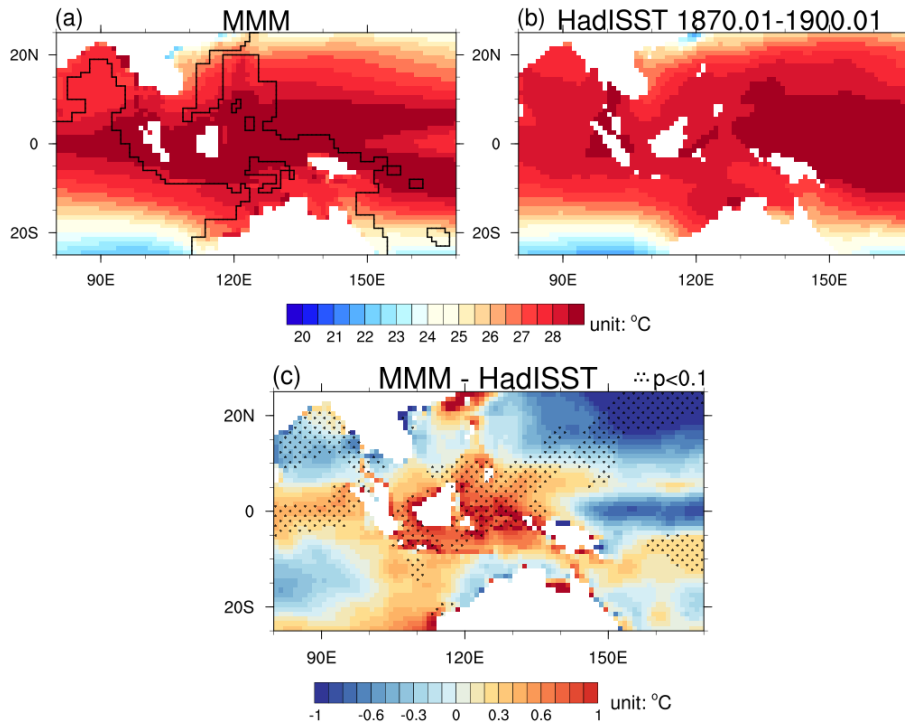 (a) MMM
(b) HadISST 1870.01-1900.01
20N
0
20S
90E 120E 150E
20N
0
20S
90E 120E 150E
20 21 22 23 24 25 26 27 28 unit: °C
(c) MMM - HadISST p<0.1
20N
0
20S
90E 120E 150E
-1 -0.6 -0.3 0 0.3 0.6 1 unit: °C